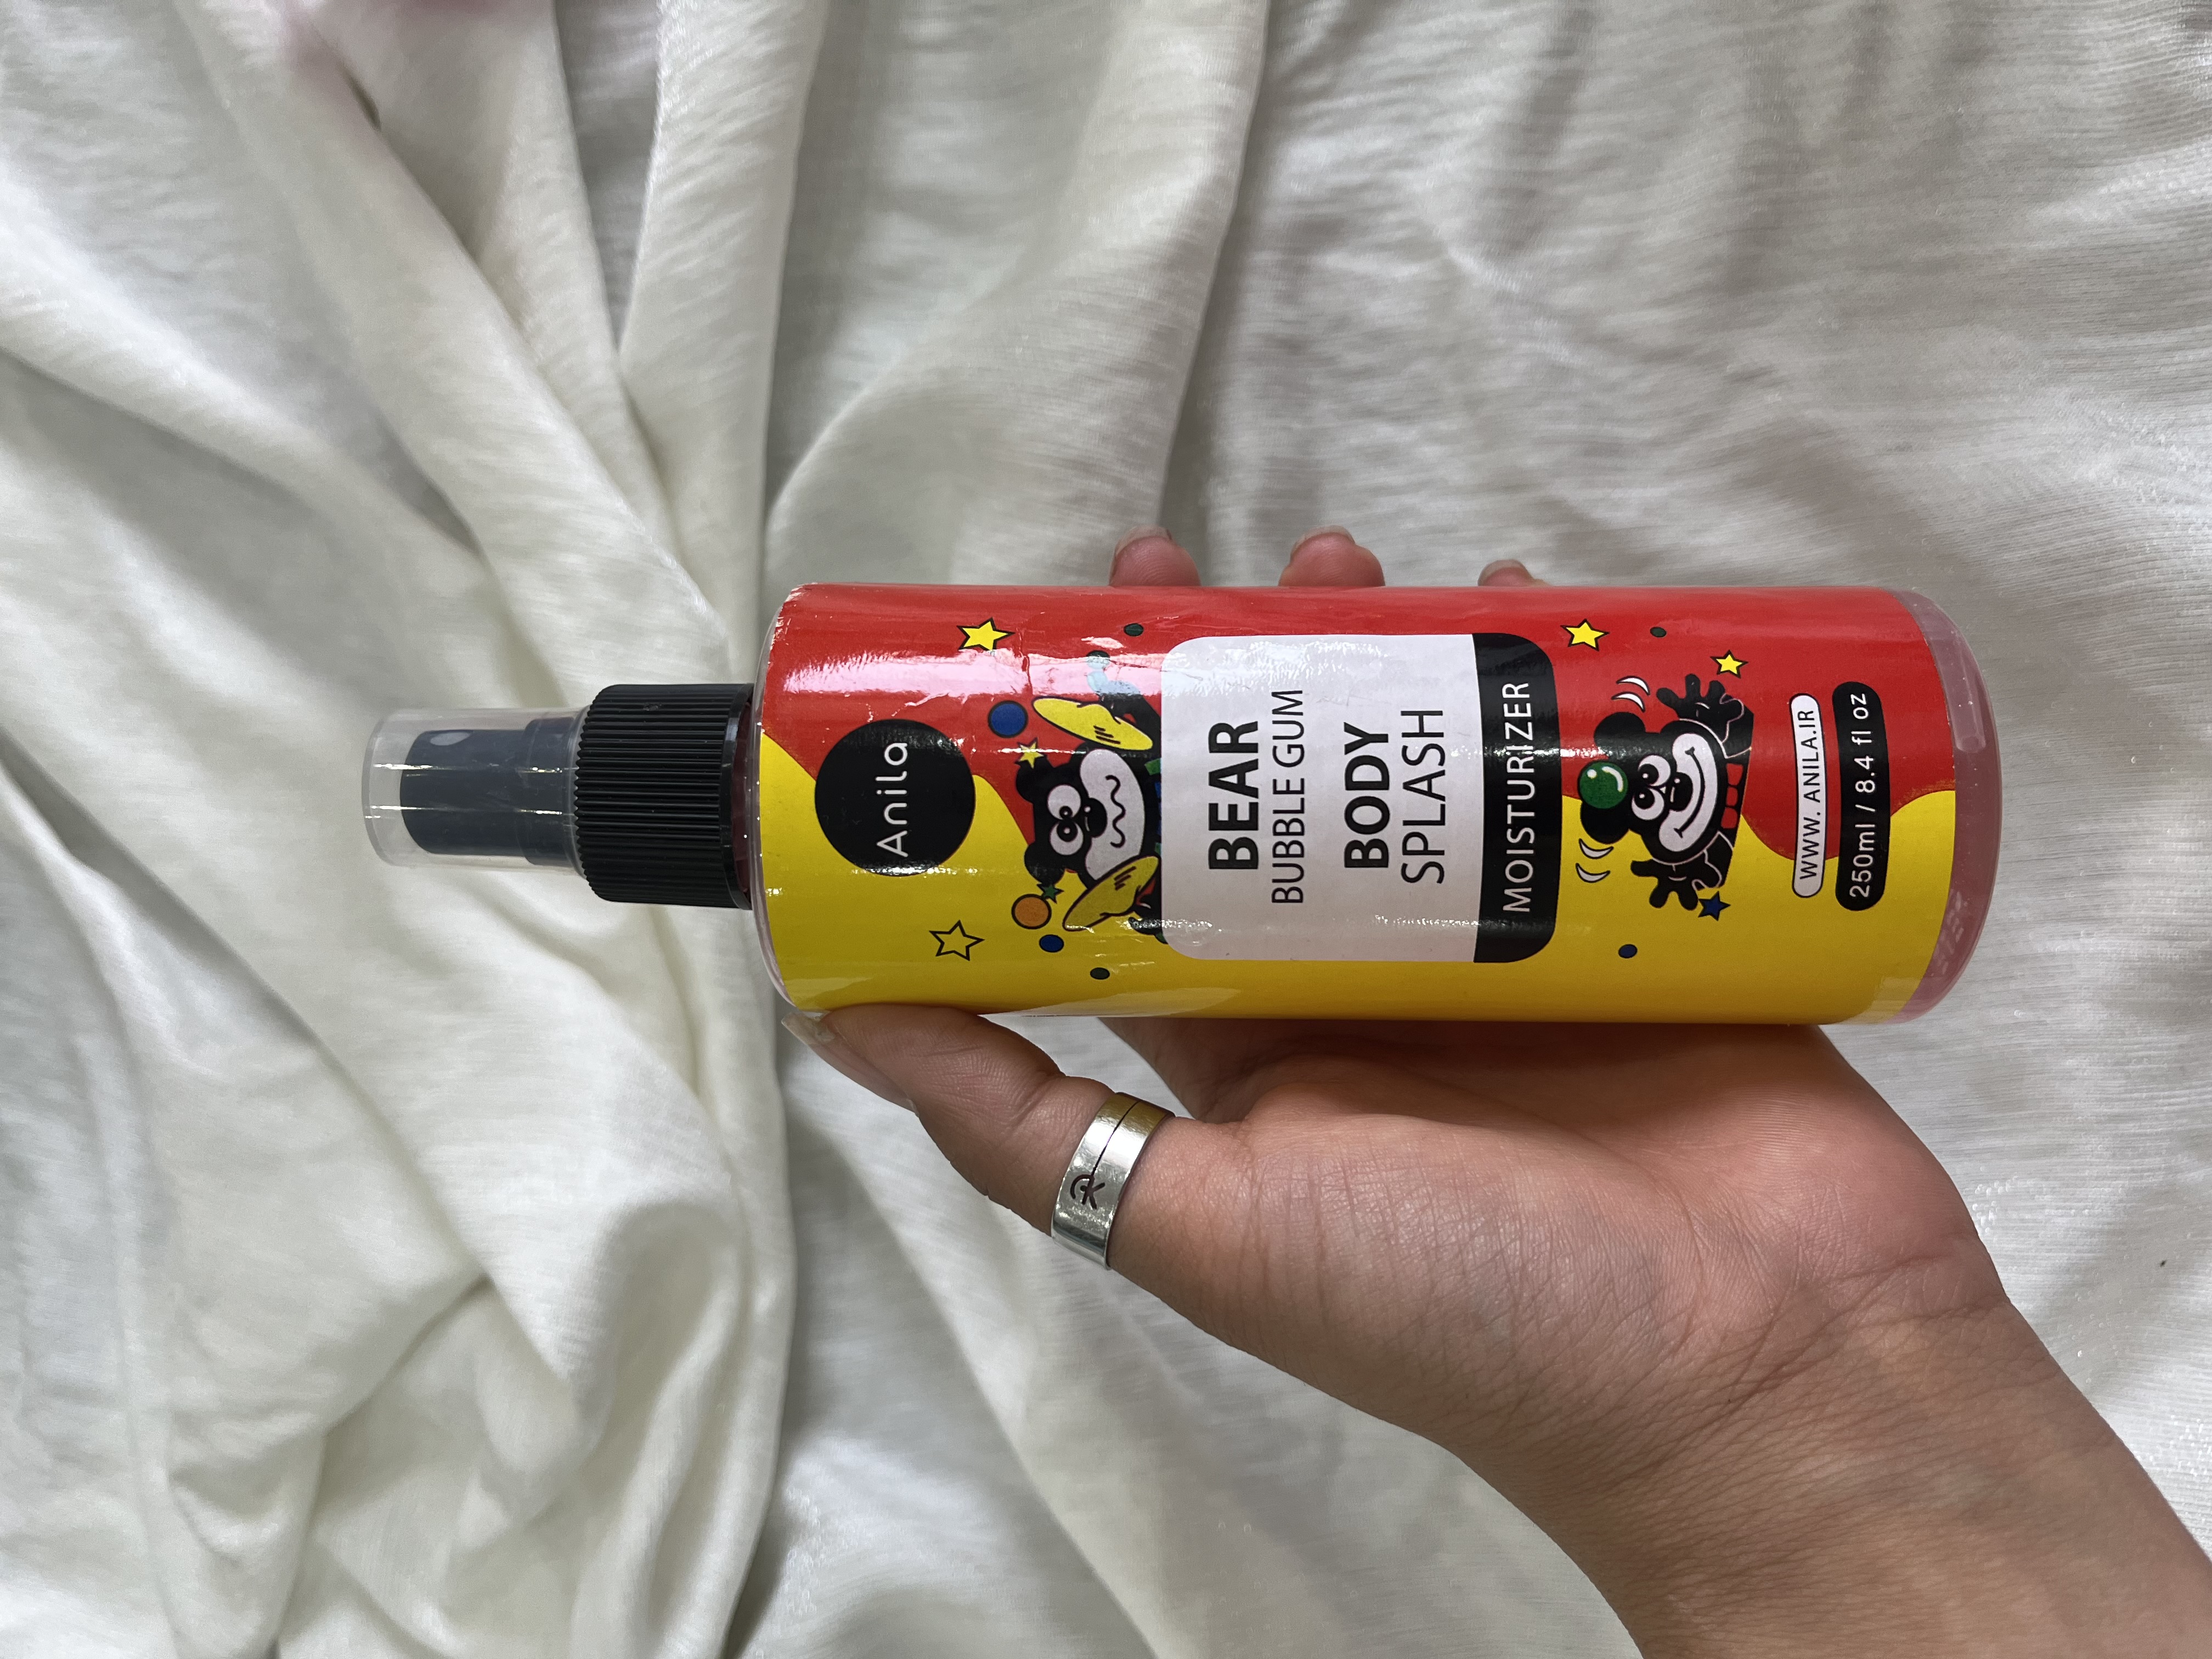 Anila
BEAR
BUBBLE GUM
BODY
SPLASH
MOISTURIZER
WWW. ANILA.IR
250ml / 8.4 fl oz